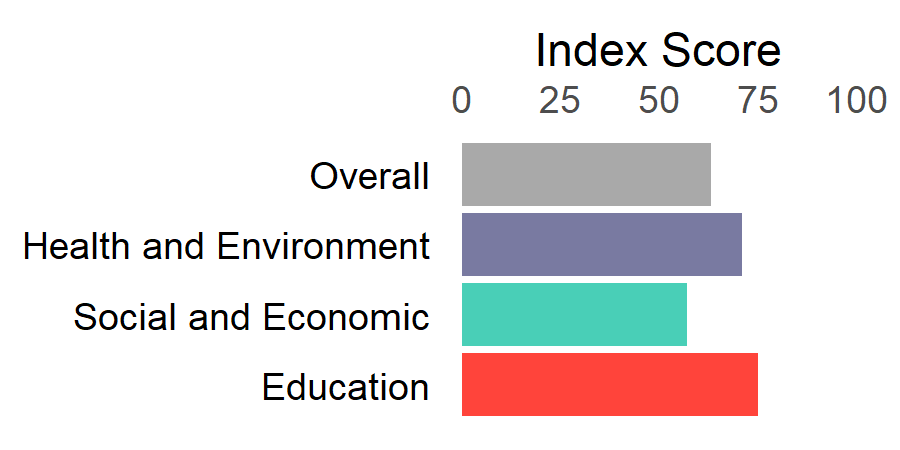 Index Score
0 25 50 75 100
Overall
Health and Environment
Social and Economic
Education